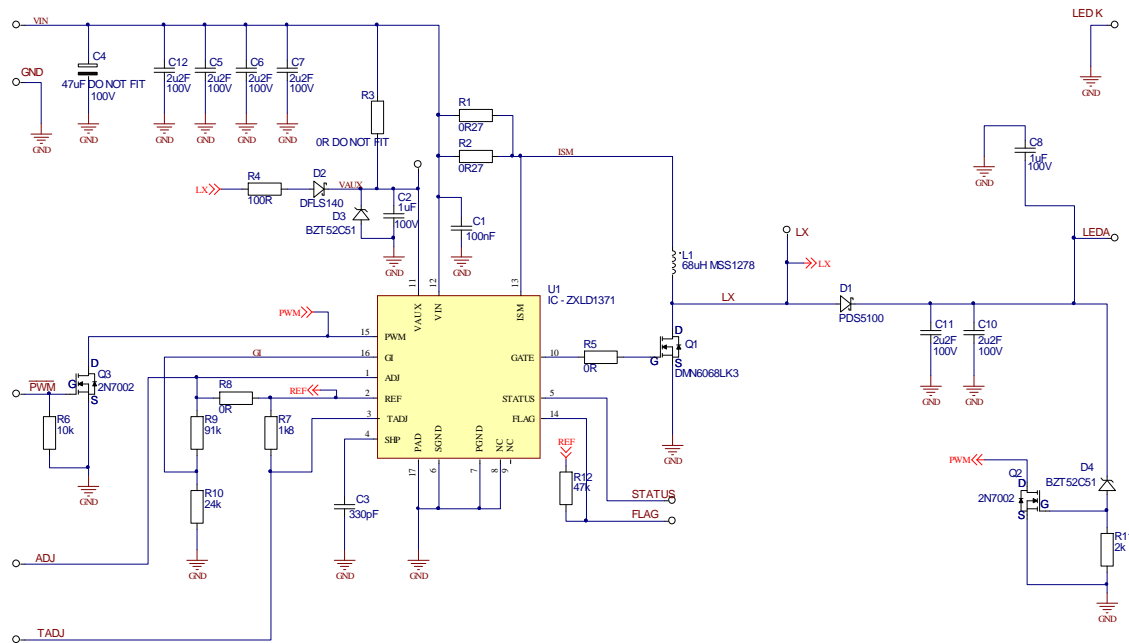 VIN
LED K
GND
C4
47uF DO NOT FIT
100V
C12
2u2F
100V
C5
2u2F
100V
C6
2u2F
100V
C7
2u2F
100V
GND
GND
GND
GND
GND
GND
GND
R3
0R DO NOT FIT
R1
0R27
R2
0R27
ISM
C8
1uF
100V
GND
LX
R4
100R
D2
DFLS140
VAUX
D3
BZT52C51
C2
1uF
100V
GND
C1
100nF
GND
L1
68uH MSS1278
LX
LX
LEDA
U1
IC - ZXLD1371
11
12
13
VAUX
VIN
ISM
LX
D1
PDS5100
C11
2u2F
100V
C10
2u2F
100V
GND
GND
PWM
15
PWM
16
GI
GI
1
ADJ
2
REF
3
TADJ
4
SHP
REF
GATE
10
STATUS
5
FLAG
14
PAD
SGND
PGND
NC
NC
17
6
7
8
9
R5
0R
D
G
S
Q1
DMN6068LK3
GND
PWM
D
G
S
Q3
2N7002
R6
10k
GND
R8
0R
R9
91k
R7
1k8
R10
24k
GND
C3
330pF
GND
GND
REF
R12
47k
STATUS
FLAG
PWM
Q2
D
G
S
2N7002
D4
BZT52C51
R1
2k
GND
ADJ
TADJ